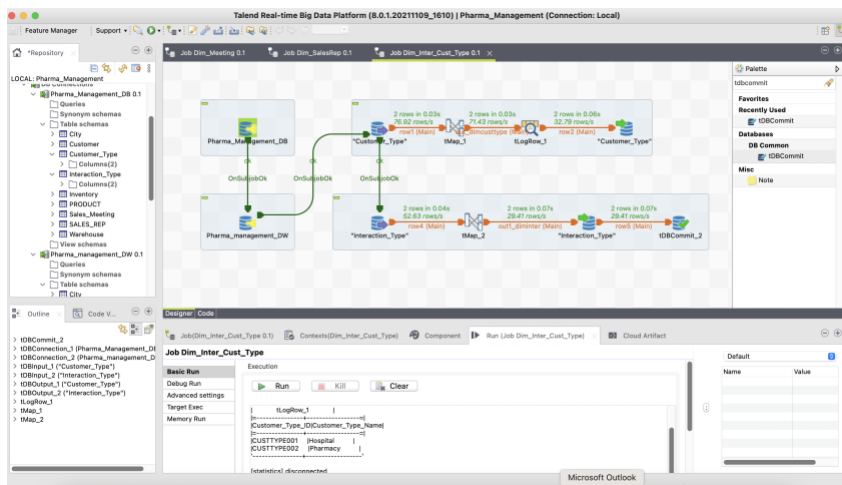 Talend Real-time Big Data Platform (8.0.1.20211109_1610) | Pharma_Management (Connection: Local)
Feature Manager
Support
*Repository
Job Dim_Meeting 0.1
Job Dim_SalesRep 0.1
Job Dim_Inter_Cust_Type 0.1
Palette
LOCAL: Pharma_Management
Pharma_Management_DB 0.1
Queries
Synonym schemas
Table schemas
City
Customer
Customer_Type
Columns(2)
Interaction_Type
Columns(2)
Inventory
PRODUCT
Sales_Meeting
SALES_REP
Warehouse
View schemas
Pharma_management_DW 0.1
Queries
Synonym schemas
Table schemas
City
Pharma_Management_DB
OnSubjobOk
OnSubjobOk
OnSubjobOk
Pharma_management_DW
"Customer_Type"
2 rows in 0.03s
76.92 rows/s
row1 (Main)
tMap_1
2 rows in 0.03s
71.43 rows/s
tLogRow_1
2 rows in 0.06s
32.79 rows/s
row2 (Main)
"Customer_Type"
"Interaction_Type"
2 rows in 0.04s
52.63 rows/s
row4 (Main)
tMap_2
2 rows in 0.07s
29.41 rows/s
out1_diminter (Main)
"Interaction_Type"
2 rows in 0.07s
29.41 rows/s
row5 (Main)
tDBCommit_2
tdbcommit
Favorites
Recently Used
tDBCommit
Databases
DB Common
tDBCommit
Misc
Note
Designer
Code
Outline
Code V...
tDBCommit_2
tDBConnection_1 (Pharma_Management_DI
tDBConnection_2 (Pharma_management_D
tDBInput_1 ("Customer_Type")
tDBInput_2 ("Interaction_Type")
tDBOutput_1 ("Customer_Type")
tDBOutput_2 ("Interaction_Type")
tLogRow_1
tMap_1
tMap_2
Job(Dim_Inter_Cust_Type 0.1)
Contexts(Dim_Inter_Cust_Type)
Component
Run (Job Dim_Inter_Cust_Type)
Cloud Artifact
Job Dim_Inter_Cust_Type
Basic Run
Debug Run
Advanced settings
Target Exec
Memory Run
Execution
Run
Kill
Clear
| tLogRow_1 |
|=----------------+------------------=|
|Customer_Type_ID|Customer_Type_Name|
|=----------------+------------------=|
|CUSTTYPE001 |Hospital |
|CUSTTYPE002 |Pharmacy |
[statistics] disconnected
Default
Name
Value
Microsoft Outlook